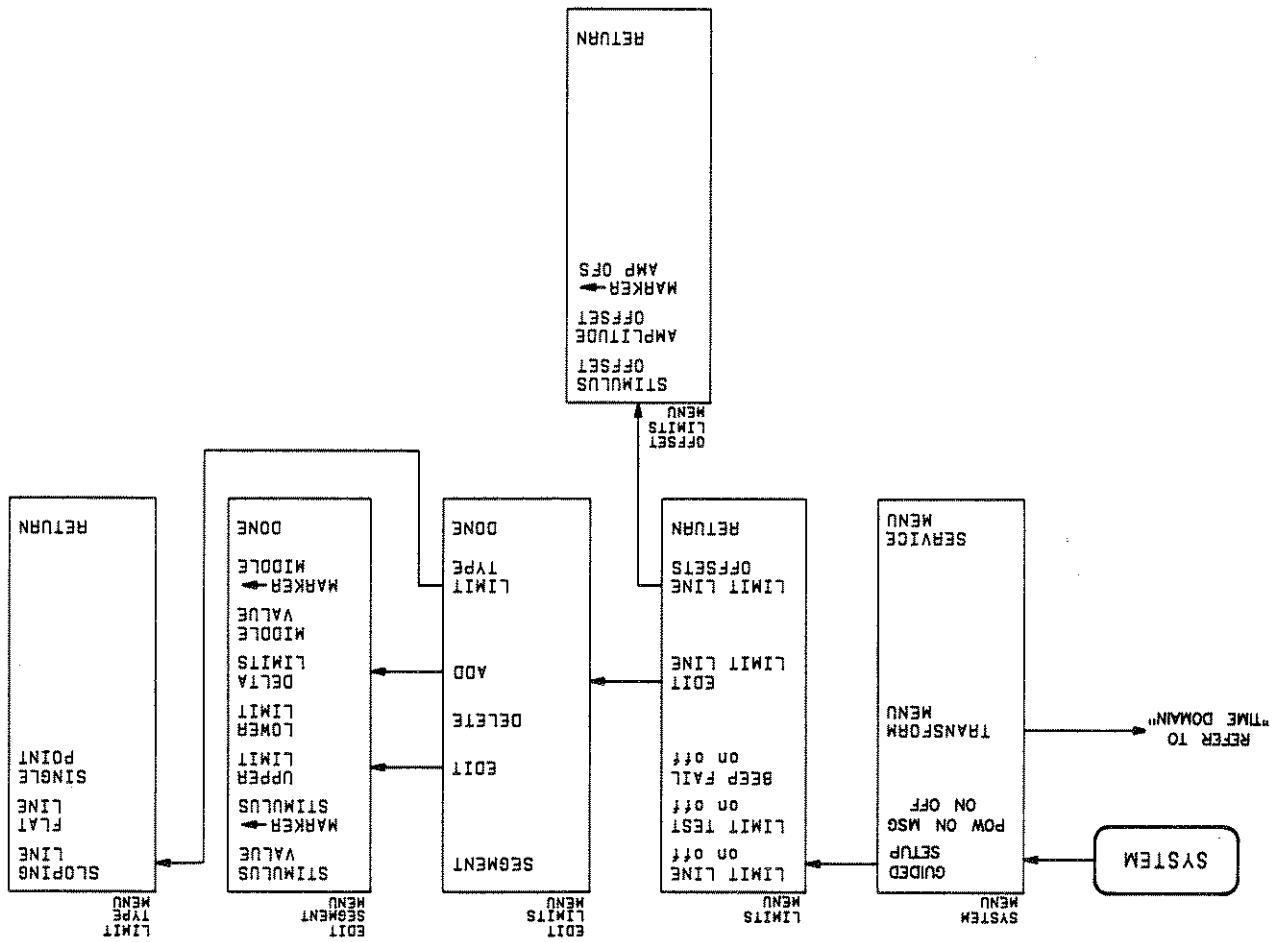 SYSTEM
REFER TO
"TIME DOMAIN"
SYSTEM
MENU
GUIDED
SETUP
POW ON MSG
ON OFF
TRANSFORM
MENU
SERVICE
MENU
LIMITS
MENU
LIMIT LINE
on off
LIMIT TEST
on off
BEEP FAIL
on off
EDIT
LIMIT LINE
LIMIT LINE
OFFSETS
RETURN
EDIT
LIMITS
MENU
SEGMENT
EDIT
DELETE
ADD
LIMIT
TYPE
DONE
EDIT
SEGMENT
MENU
STIMULUS
VALUE
MARKER →
STIMULUS
UPPER
LIMIT
LOWER
LIMIT
DELTA
LIMITS
MIDDLE
VALUE
MARKER →
MIDDLE
DONE
LIMIT
TYPE
MENU
SLOPING
LINE
FLAT
LINE
SINGLE
POINT
RETURN
OFFSET
LIMITS
MENU
STIMULUS
OFFSET
AMPLITUDE
OFFSET
MARKER →
AMP OFS
RETURN